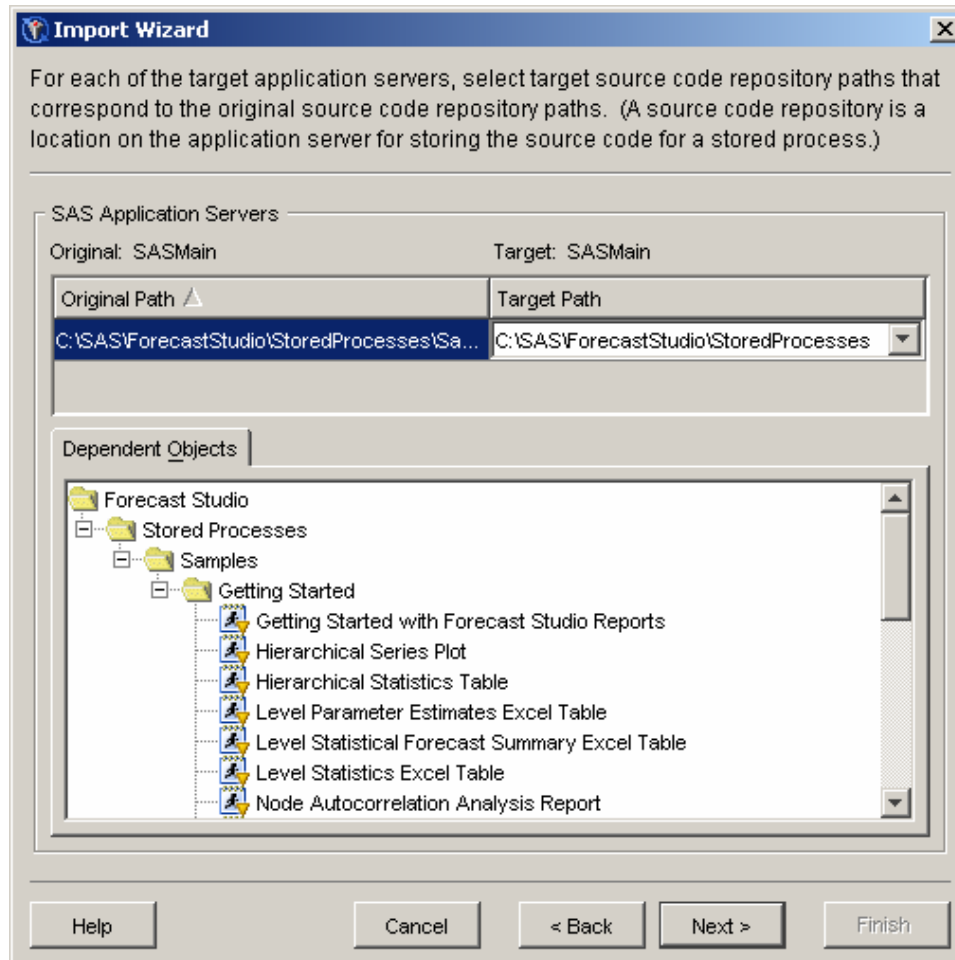 Import Wizard
For each of the target application servers, select target source code repository paths that
correspond to the original source code repository paths. (A source code repository is a
location on the application server for storing the source code for a stored process.)
SAS Application Servers
Original: SASMain Target: SASMain
Original Path Target Path
C:\SAS\ForecastStudio\StoredProcesses\Sa... C:\SAS\ForecastStudio\StoredProcesses
Dependent Objects
Forecast Studio
Stored Processes
Samples
Getting Started
Getting Started with Forecast Studio Reports
Hierarchical Series Plot
Hierarchical Statistics Table
Level Parameter Estimates Excel Table
Level Statistical Forecast Summary Excel Table
Level Statistics Excel Table
Node Autocorrelation Analysis Report
Help Cancel < Back Next > Finish